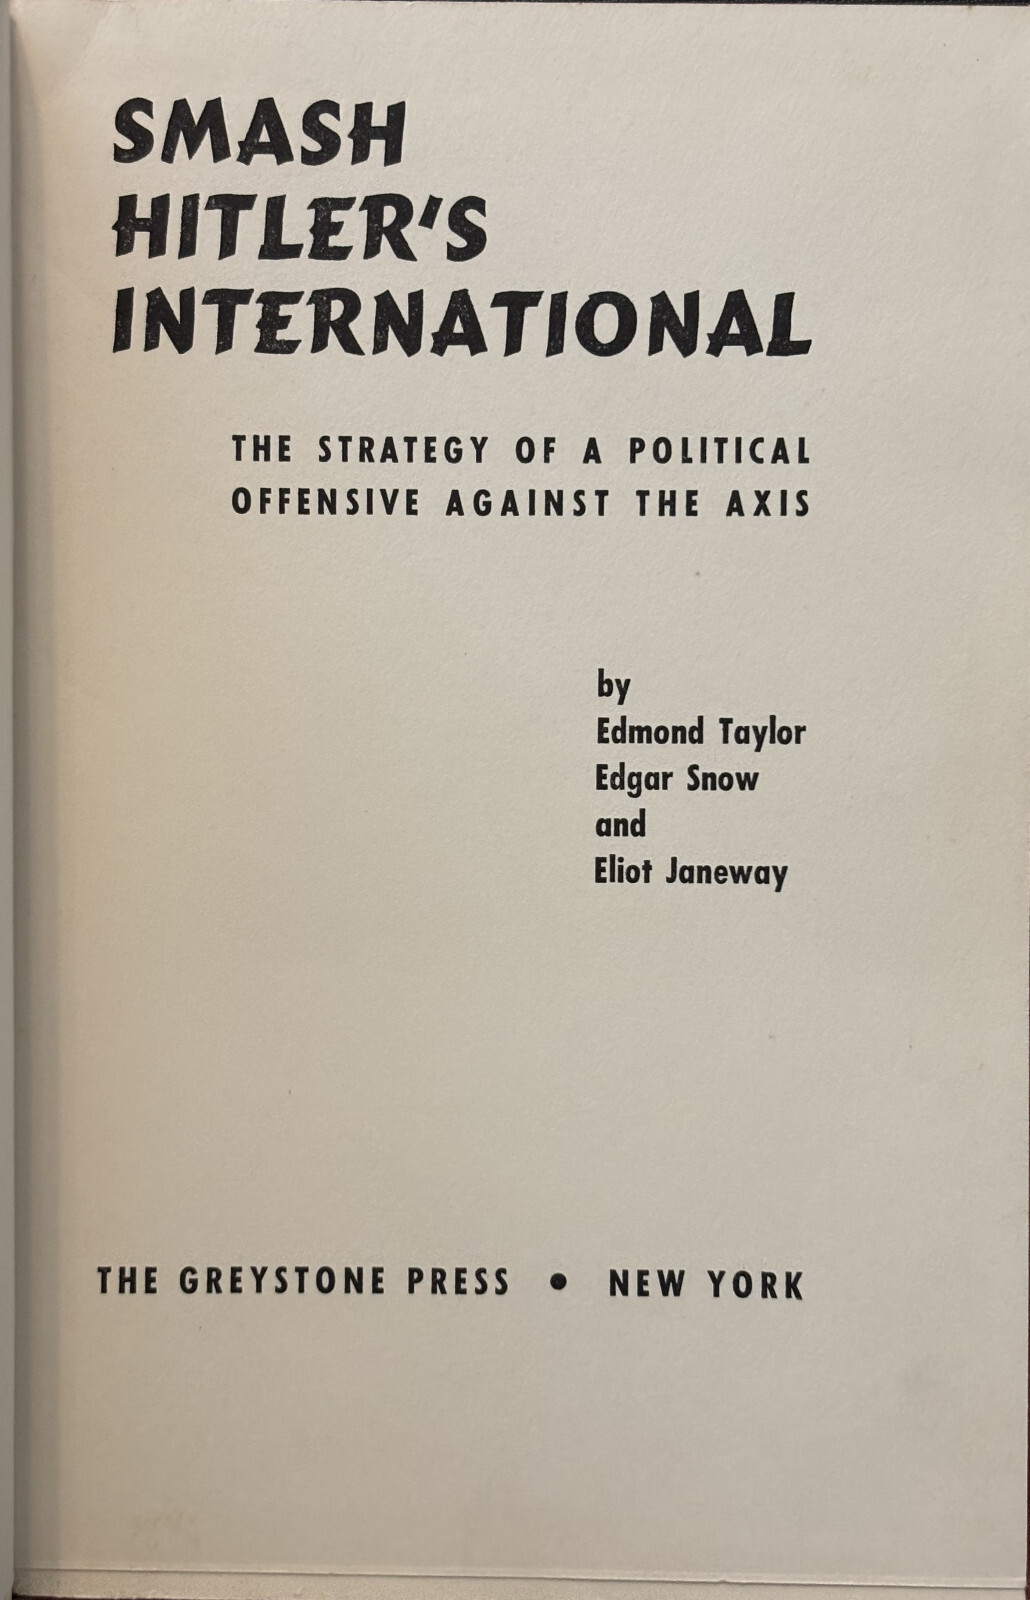 SMASH
HITLER'S
INTERNATIONAL
THE STRATEGY OF A POLITICAL
OFFENSIVE AGAINST THE AXIS
by
Edmond Taylor
Edgar Snow
and
Eliot Janeway
THE GREYSTONE PRESS • NEW YORK